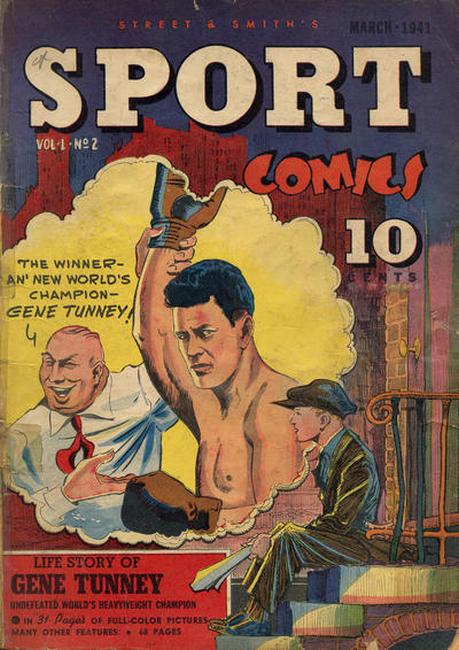 STREET & SMITH'S
MARCH-1941
SPORT
VOL·1·Nº2
COMICS
10
CENTS
THE WINNER-
AN' NEW WORLD'S
CHAMPION-
GENE TUNNEY!
LIFE STORY OF
GENE TUNNEY
UNDEFEATED WORLD'S HEAVYWEIGHT CHAMPION
● IN 31 Pages OF FULL-COLOR PICTURES
MANY OTHER FEATURES ● 68 PAGES